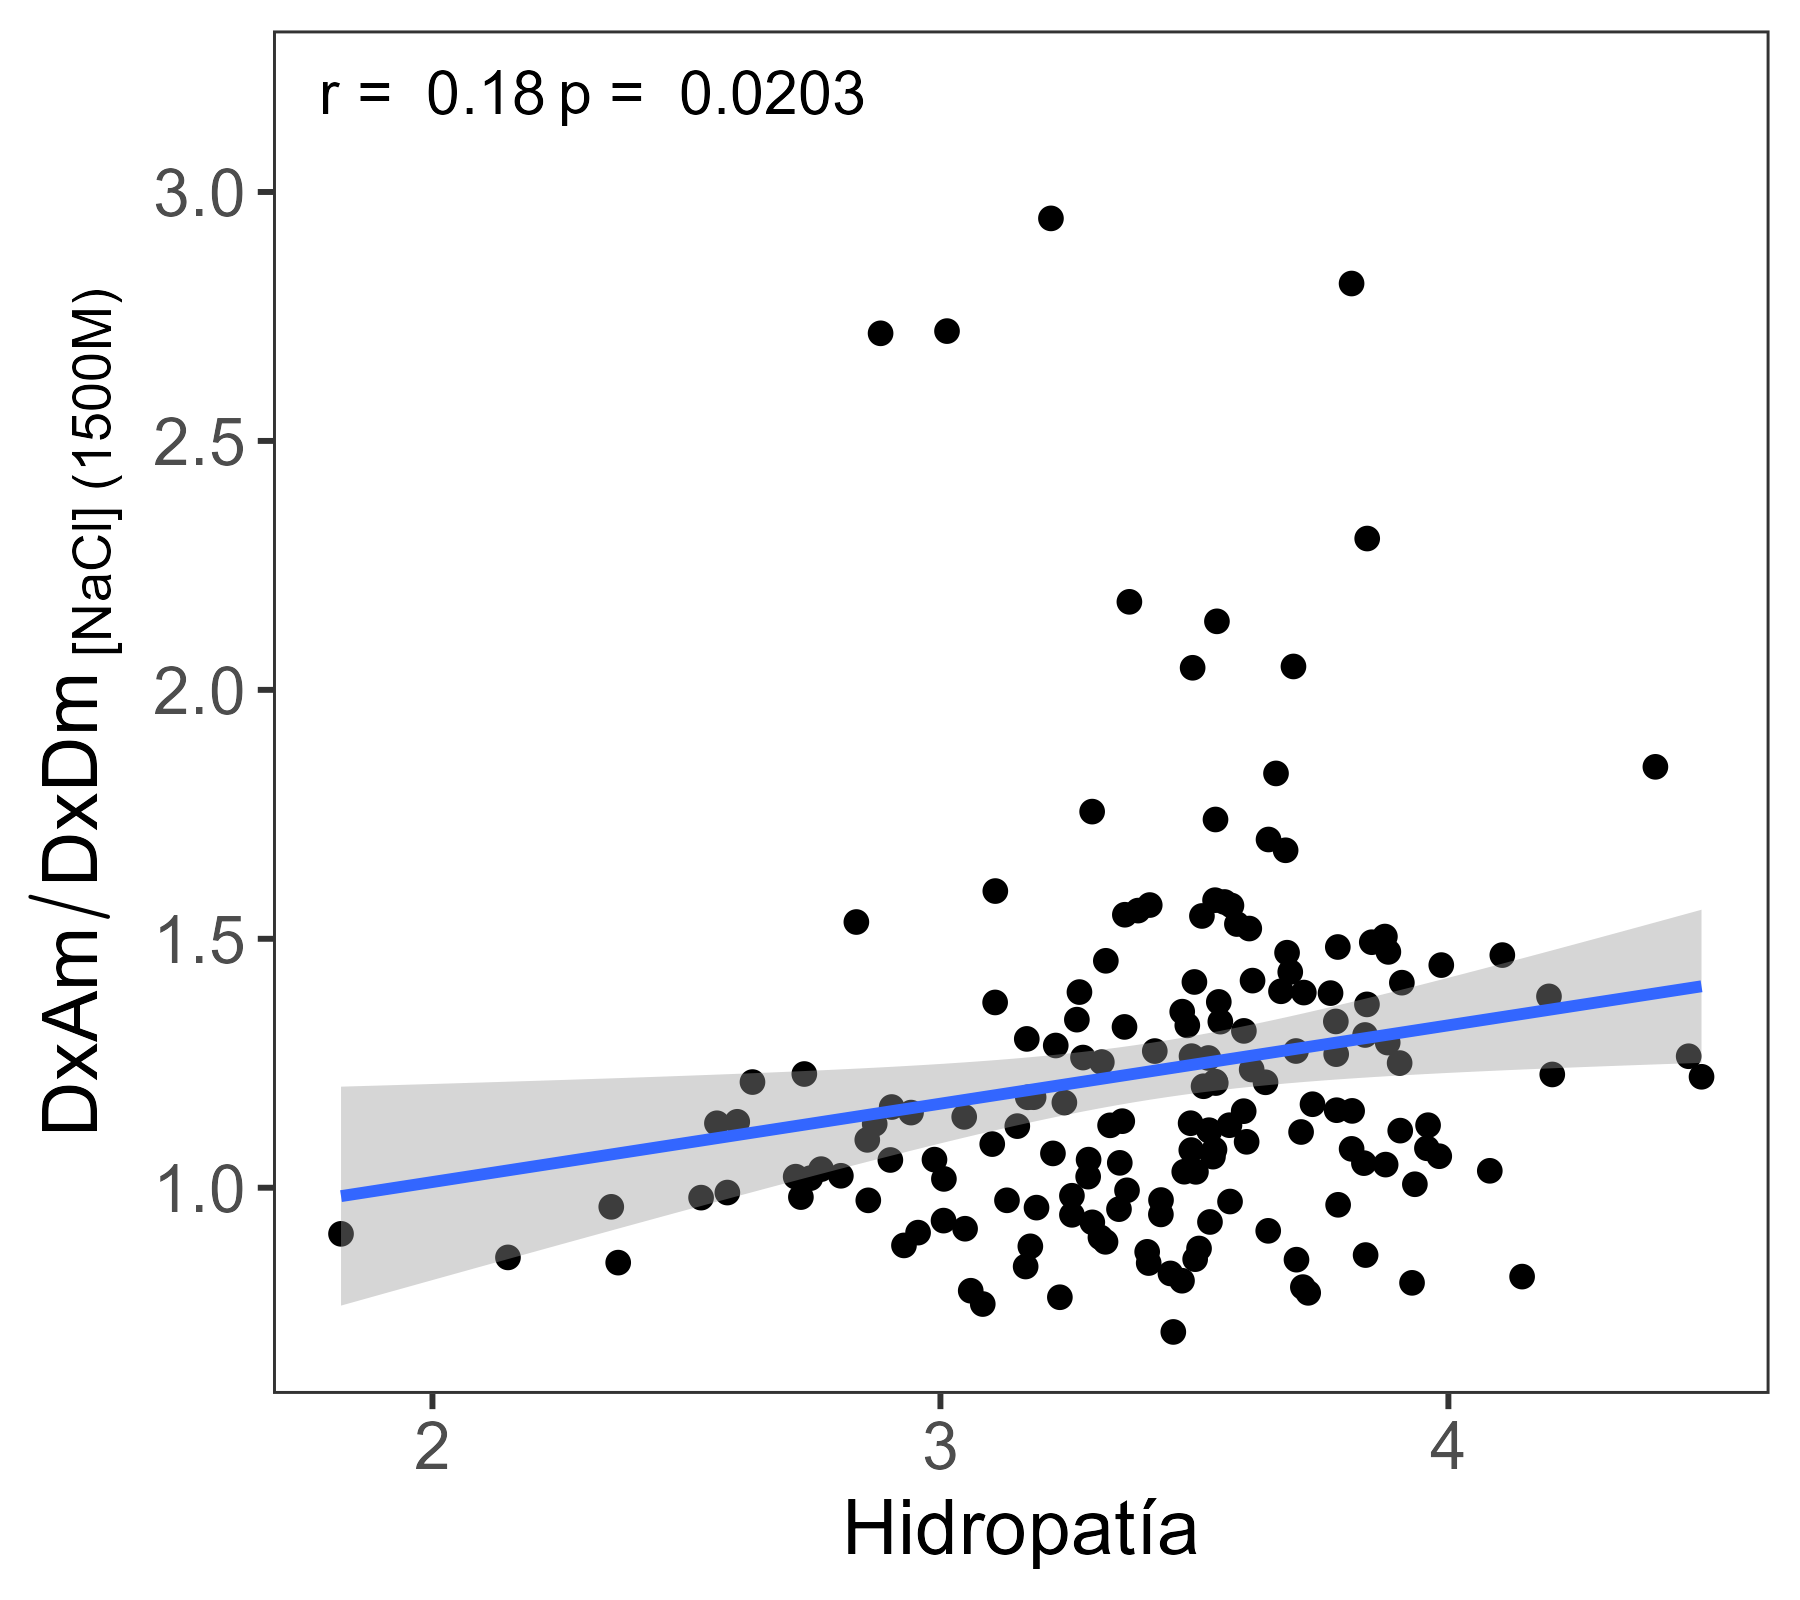 r = 0.18 p = 0.0203
3.0
2.5
2.0
1.5
1.0
DxAm/DxDm [NaCl] (1500M)
2 3 4
Hidropatía